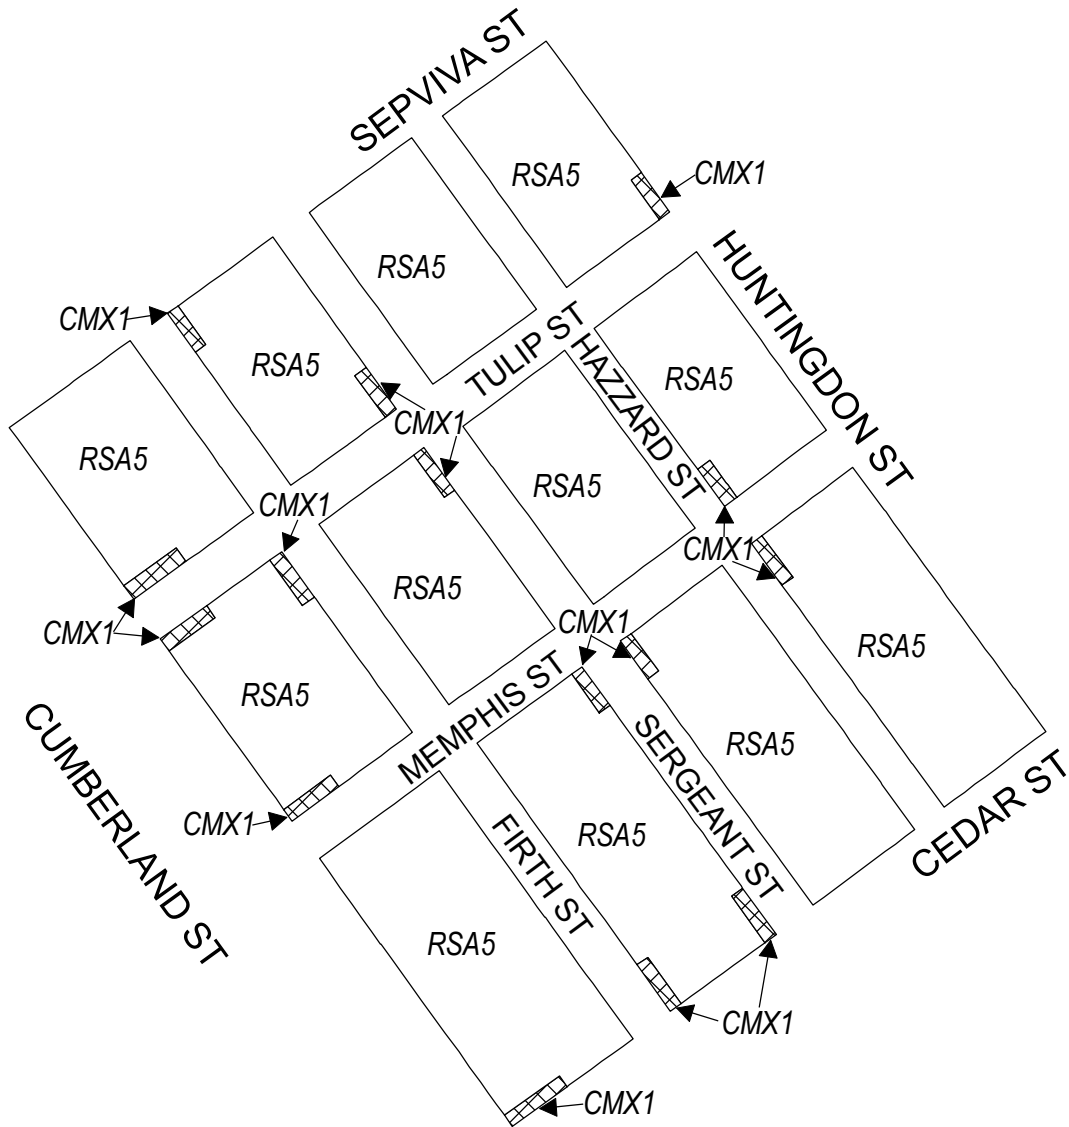 SEPVIVA ST
RSA5
CMX1
RSA5
HUNTINGDON ST
CMX1
RSA5
TULIP ST
HAZZARD ST
RSA5
CMX1
RSA5
RSA5
CMX1
RSA5
CMX1
RSA5
CMX1
CMX1
RSA5
RSA5
MEMPHIS ST
CUMBERLAND ST
SERGEANT ST
RSA5
CEDAR ST
CMX1
FIRTH ST
RSA5
RSA5
CMX1
CMX1